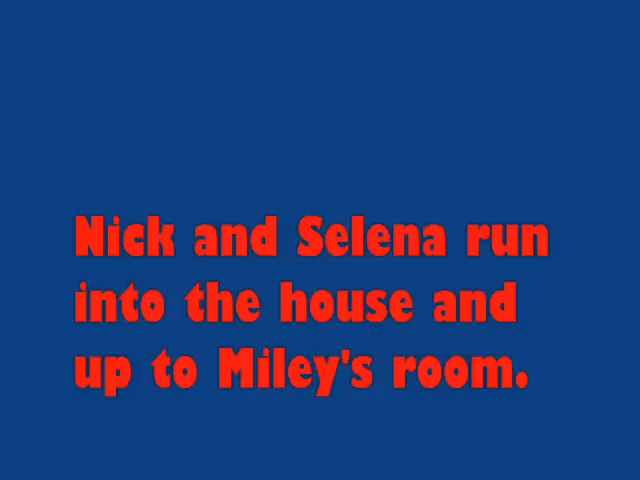 Nick and Selena run
into the house and
up to Miley's room.